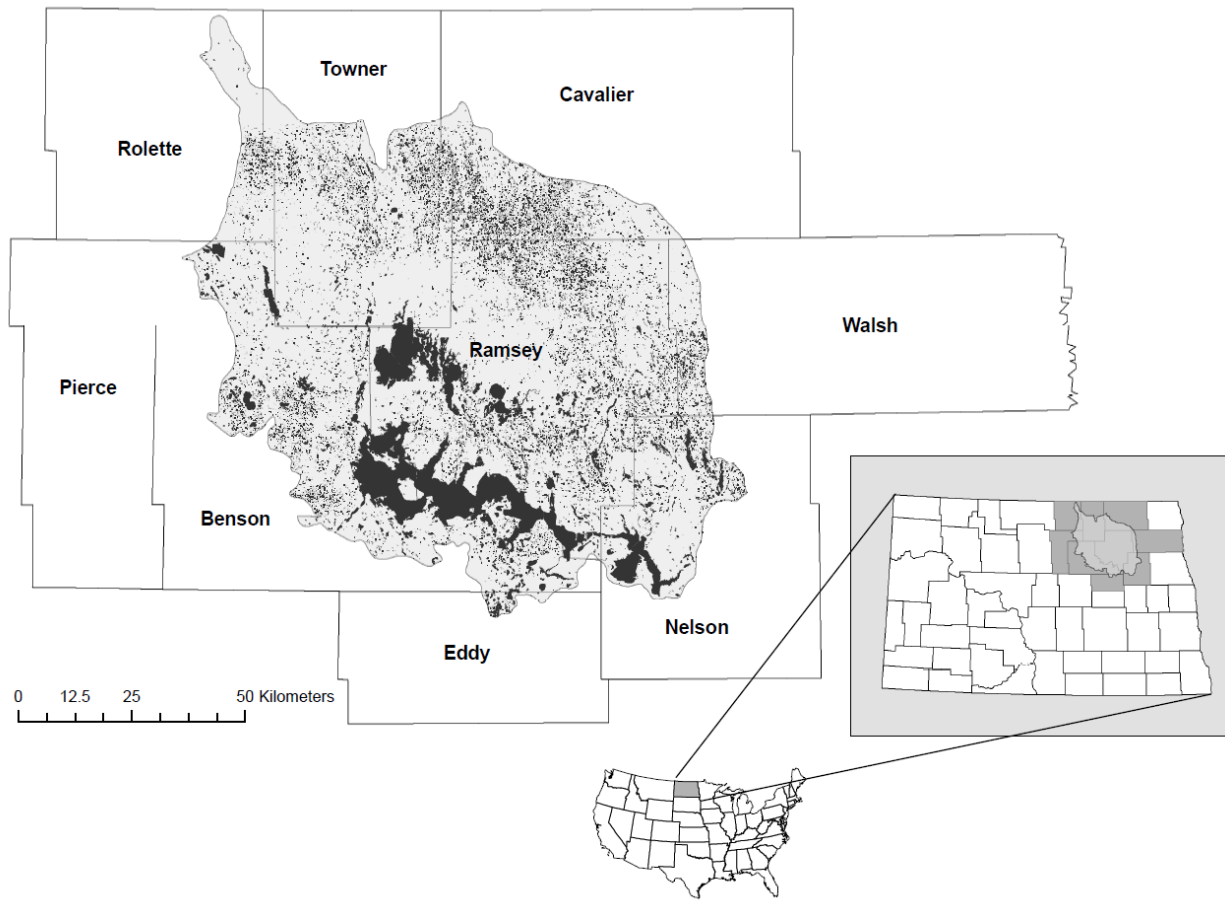 Towner
Cavalier
Rolette
Walsh
Ramsey
Pierce
Benson
Nelson
Eddy
0 12.5 25 50 Kilometers